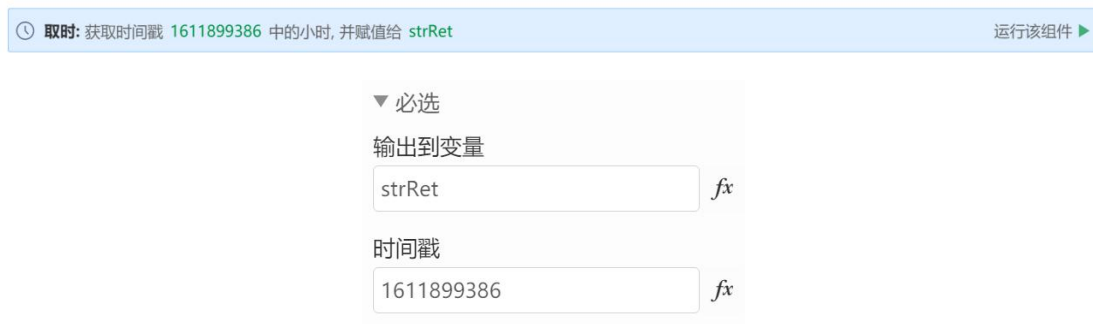 取时: 获取时间戳 1611899386 中的小时, 并赋值给 strRet 运行该组件
必选
输出到变量
strRet fx
时间戳
1611899386 fx